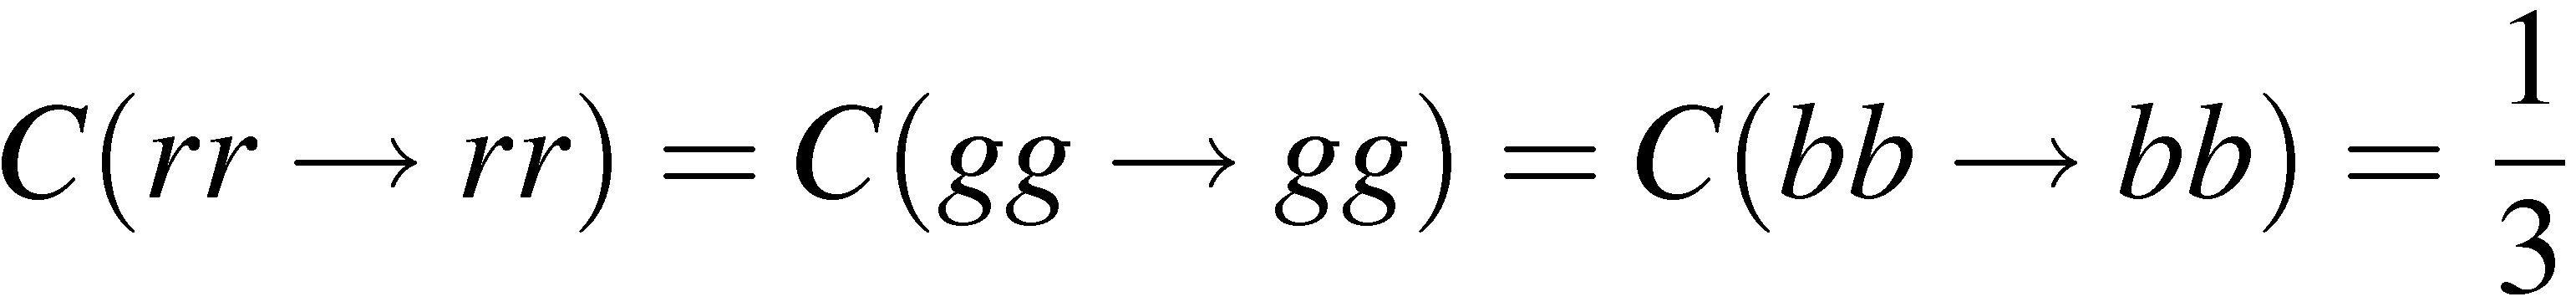 C(rr → rr) = C(gg → gg) = C(bb → bb) = 1/3